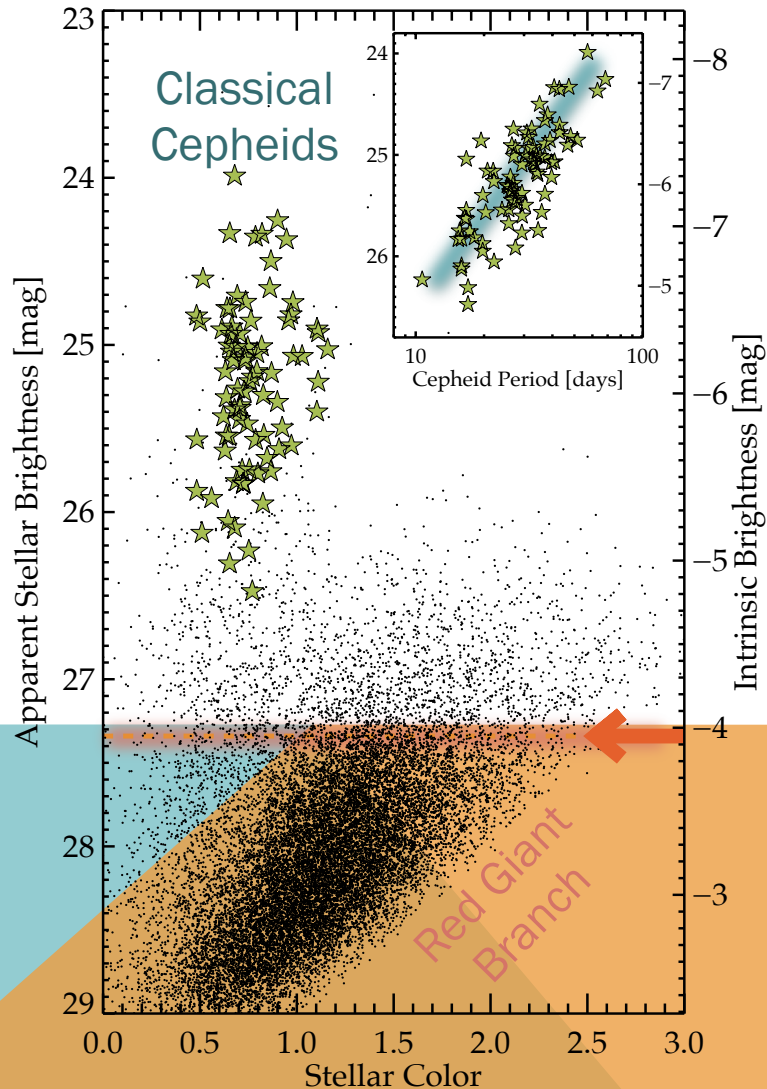 Classical
Cepheids
Apparent Stellar Brightness [mag]
23
24
25
26
27
28
29
0.0 0.5 1.0 1.5 2.0 2.5 3.0
Stellar Color
Intrinsic Brightness [mag]
−8
−7
−6
−5
−4
−3
24
25
26
−7
−6
−5
10 100
Cepheid Period [days]
Red Giant
Branch